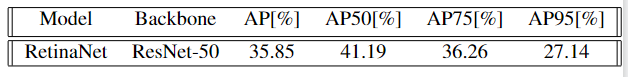 Model Backbone AP[%] AP50[%] AP75[%] AP95[%]
RetinaNet ResNet-50 35.85 41.19 36.26 27.14